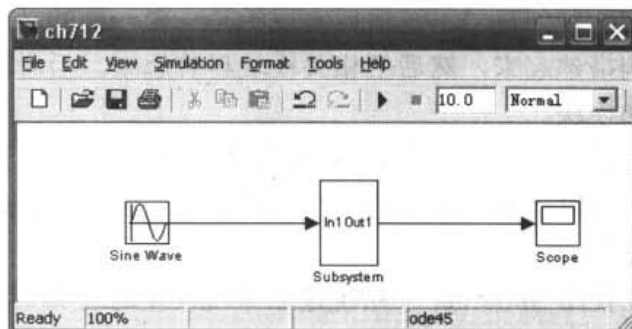 ch712
File Edit View Simulation Format Tools Help
10.0 Normal
In1 Out1
Sine Wave
Subsystem
Scope
Ready 100% ode45